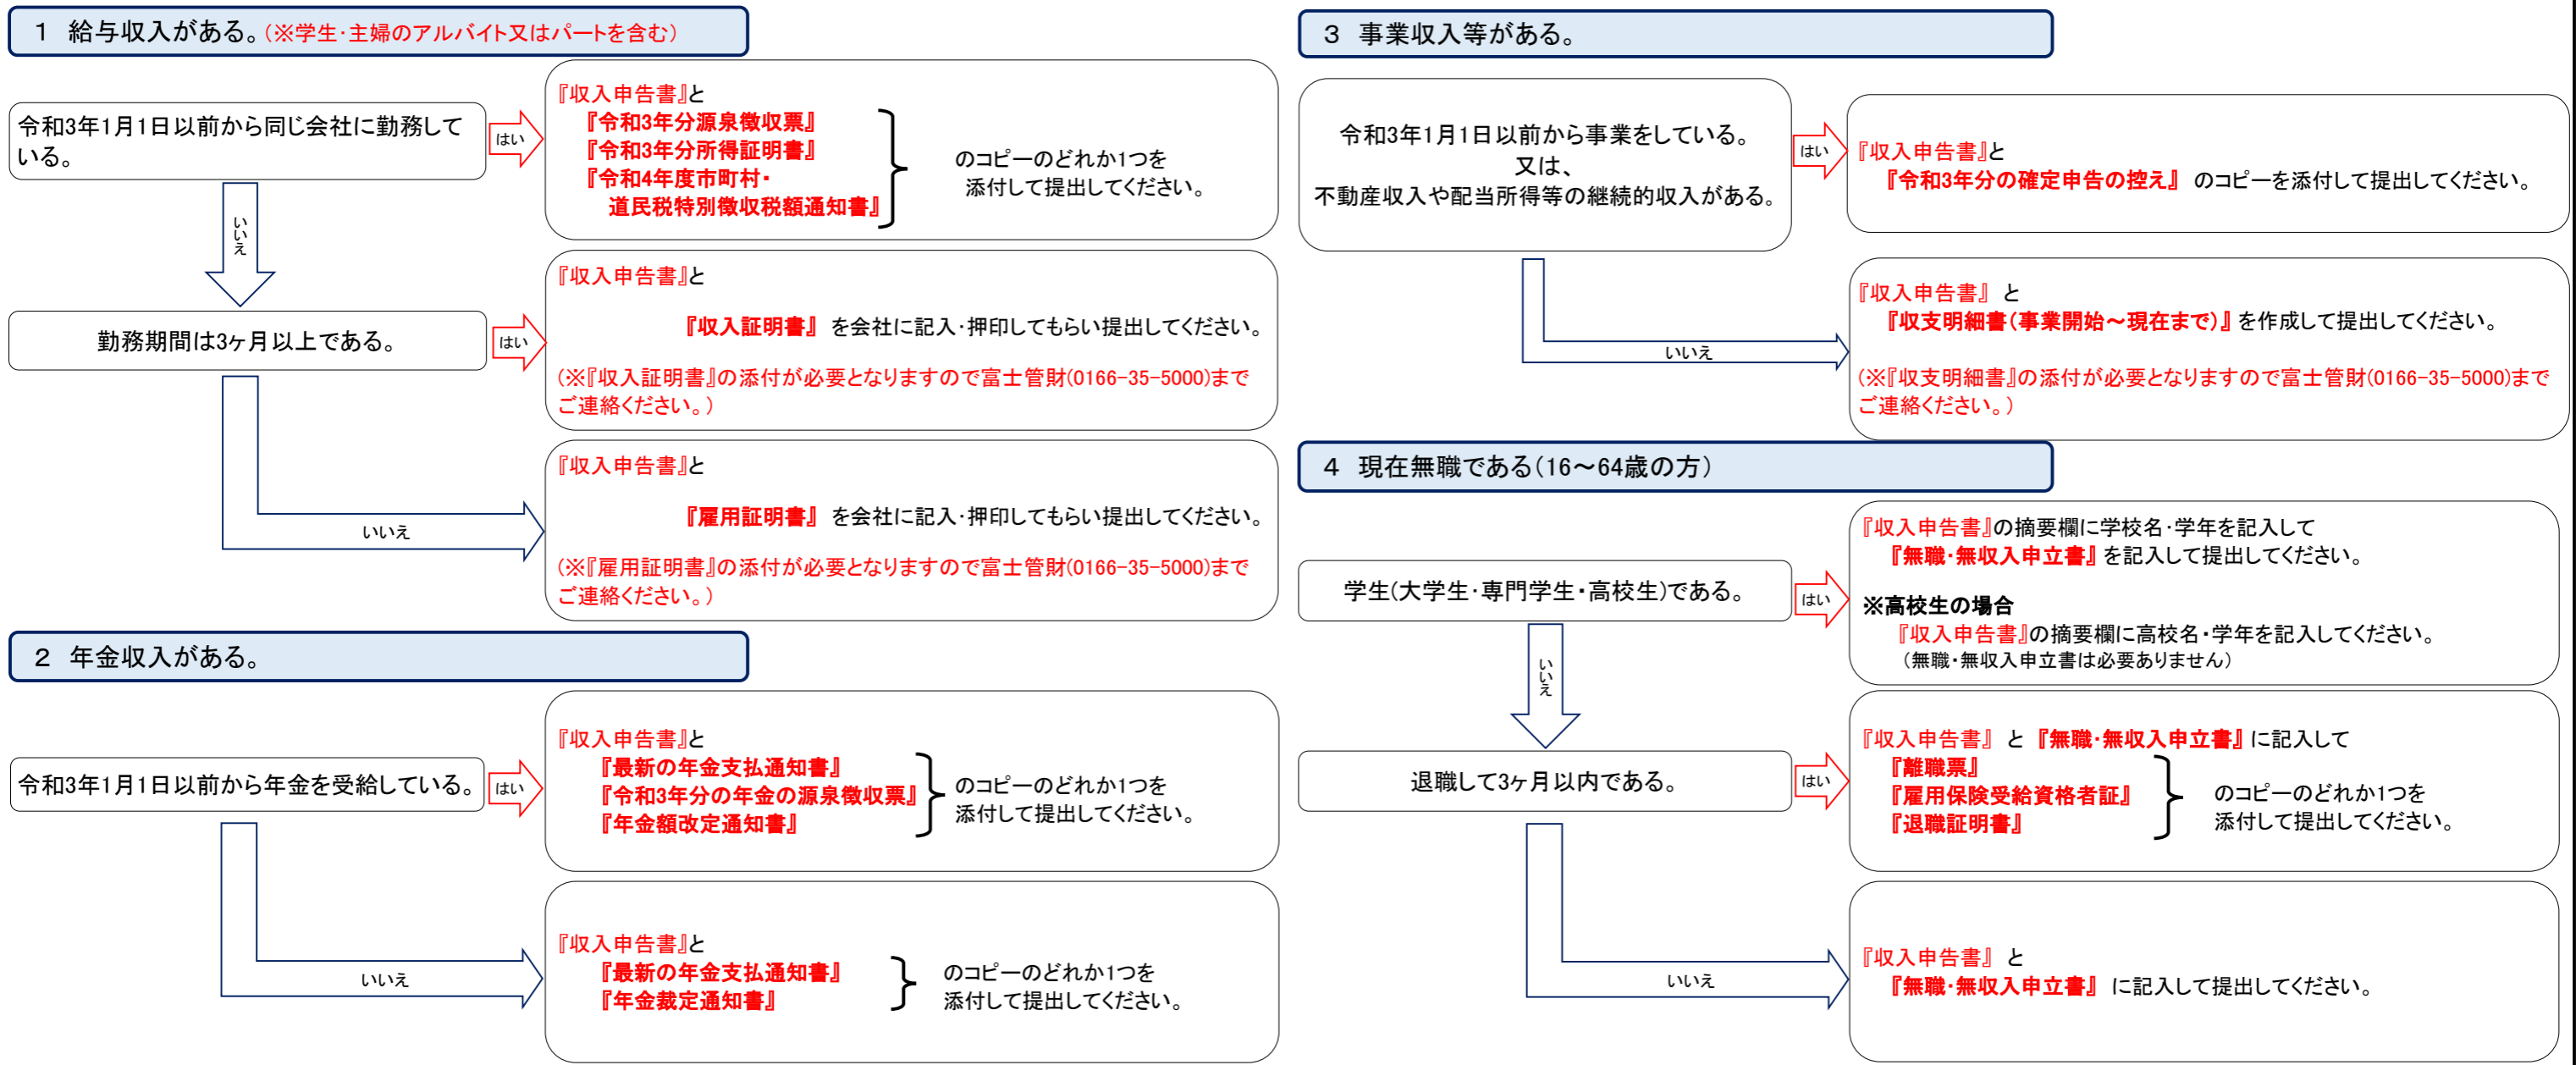 1 給与収入がある。(※学生・主婦のアルバイト又はパートを含む)
令和3年1月1日以前から同じ会社に勤務して
いる。
はい
『収入申告書』と
『令和3年分源泉徴収票』
『令和3年分所得証明書』
『令和4年度市町村・
道民税特別徴収税額通知書』
のコピーのどれか1つを
添付して提出してください。
いいえ
勤務期間は3ヶ月以上である。
はい
『収入申告書』と
『収入証明書』 を会社に記入・押印してもらい提出してください。
(※『収入証明書』の添付が必要となりますので富士管財(0166-35-5000)まで
ご連絡ください。)
いいえ
『収入申告書』と
『雇用証明書』 を会社に記入・押印してもらい提出してください。
(※『雇用証明書』の添付が必要となりますので富士管財(0166-35-5000)まで
ご連絡ください。)
2 年金収入がある。
令和3年1月1日以前から年金を受給している。
はい
『収入申告書』と
『最新の年金支払通知書』
『令和3年分の年金の源泉徴収票』
『年金額改定通知書』
のコピーのどれか1つを
添付して提出してください。
いいえ
『収入申告書』と
『最新の年金支払通知書』
『年金裁定通知書』
のコピーのどれか1つを
添付して提出してください。
3 事業収入等がある。
令和3年1月1日以前から事業をしている。
又は、
不動産収入や配当所得等の継続的収入がある。
はい
『収入申告書』と
『令和3年分の確定申告の控え』 のコピーを添付して提出してください。
いいえ
『収入申告書』 と
『収支明細書(事業開始～現在まで)』を作成して提出してください。
(※『収支明細書』の添付が必要となりますので富士管財(0166-35-5000)まで
ご連絡ください。)
4 現在無職である(16～64歳の方)
学生(大学生・専門学生・高校生)である。
はい
『収入申告書』の摘要欄に学校名・学年を記入して
『無職・無収入申立書』を記入して提出してください。
※高校生の場合
『収入申告書』の摘要欄に高校名・学年を記入してください。
(無職・無収入申立書は必要ありません)
いいえ
退職して3ヶ月以内である。
はい
『収入申告書』 と 『無職・無収入申立書』に記入して
『離職票』
『雇用保険受給資格者証』
『退職証明書』
のコピーのどれか1つを
添付して提出してください。
いいえ
『収入申告書』 と
『無職・無収入申立書』 に記入して提出してください。